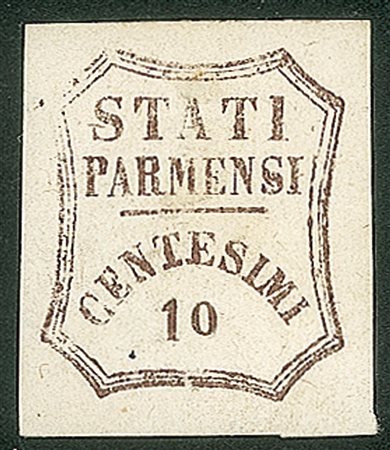 STATI
PARMENSI
CENTESIMI
10